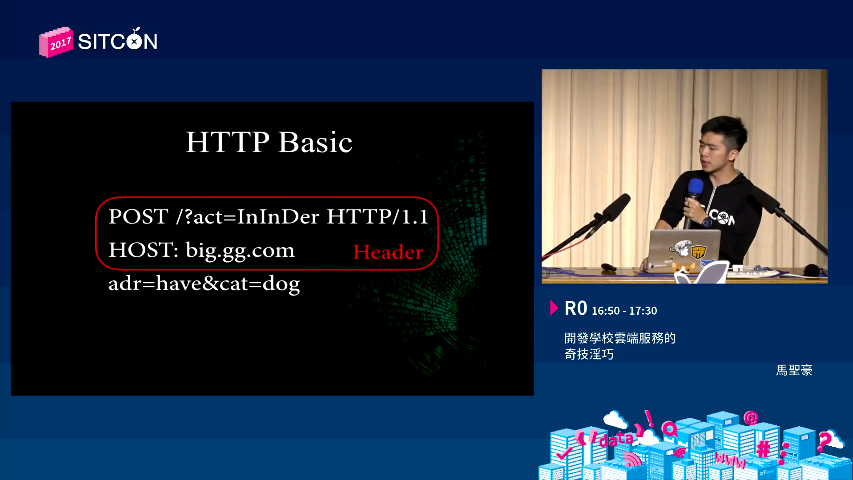 2017 SITCON
HTTP Basic
POST /?act=InInDer HTTP/1.1
HOST: big.gg.com
Header
adr=have&cat=dog
R0 16:50 - 17:30
開發學校雲端服務的
奇技淫巧
馬聖豪
data
www